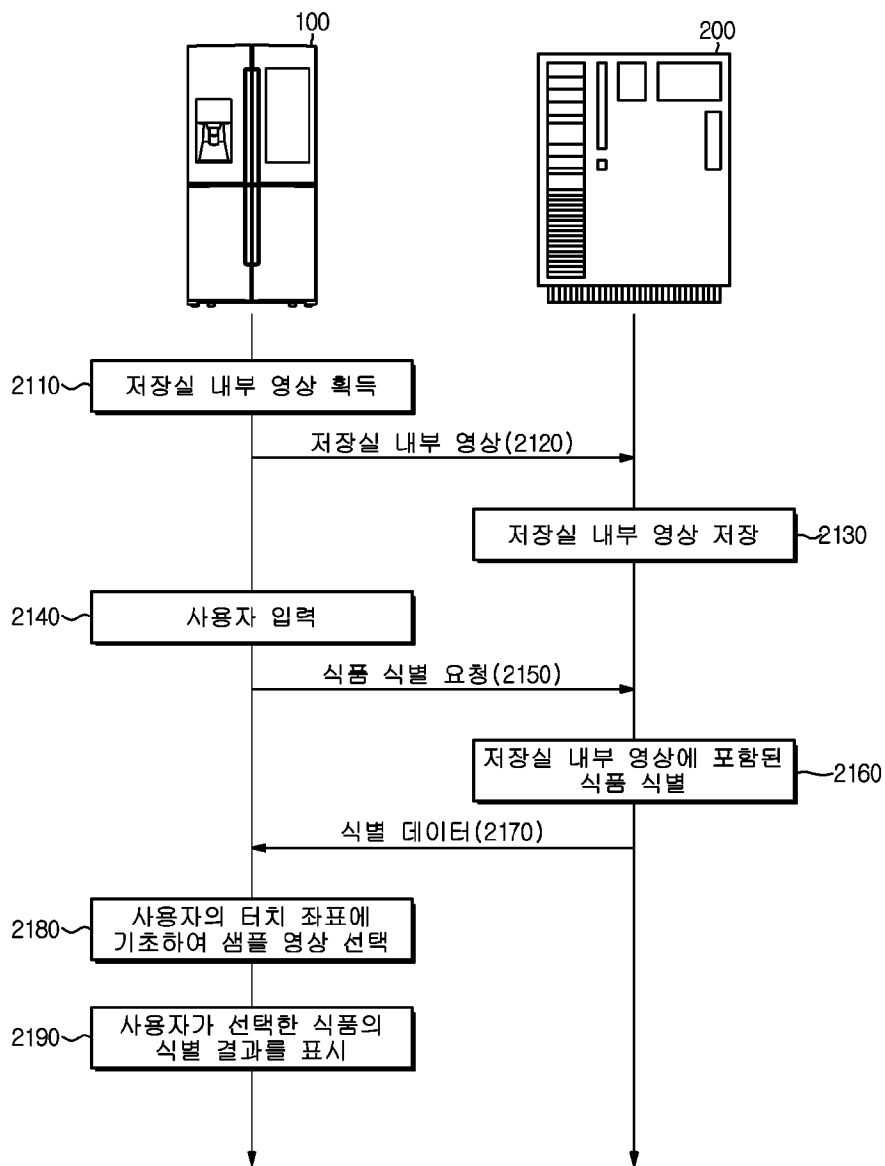 100
200
2110
저장실 내부 영상 획득
저장실 내부 영상(2120)
저장실 내부 영상 저장
2130
2140
사용자 입력
식품 식별 요청(2150)
저장실 내부 영상에 포함된
식품 식별
2160
식별 데이터(2170)
2180
사용자의 터치 좌표에
기초하여 샘플 영상 선택
2190
사용자가 선택한 식품의
식별 결과를 표시